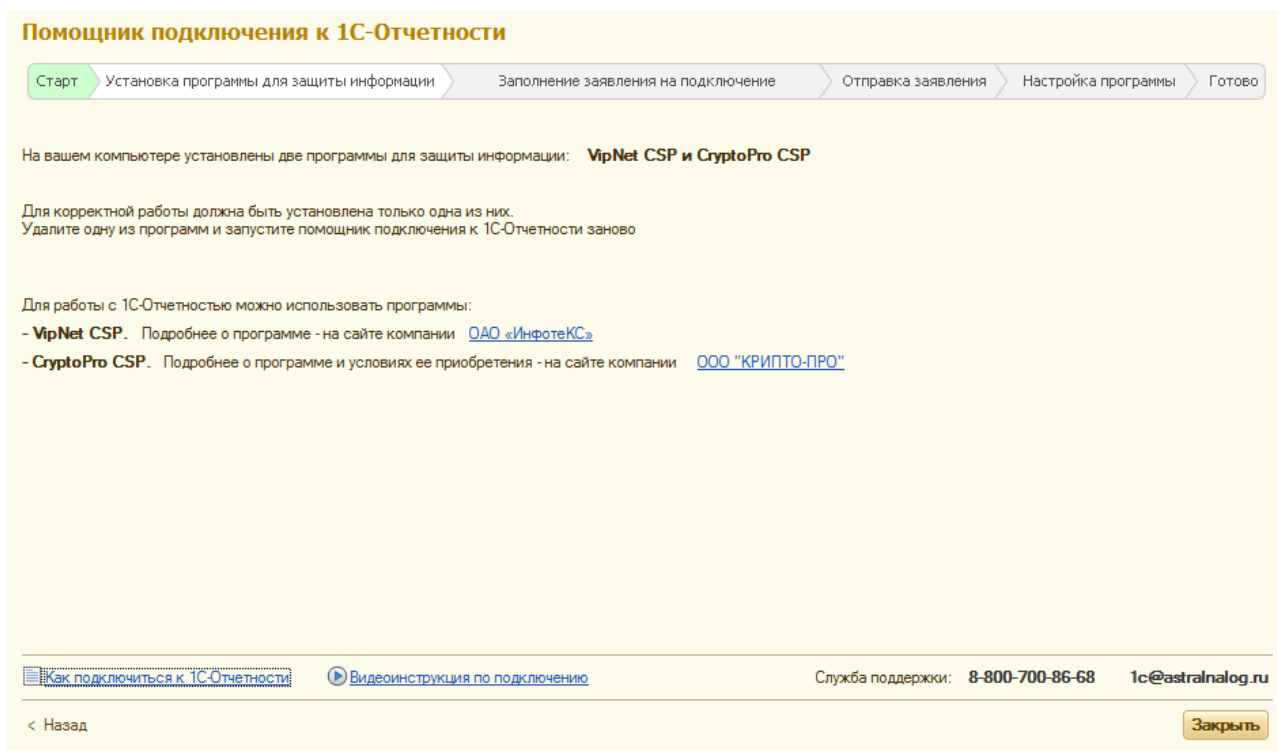 Помощник подключения к 1С-Отчетности
Старт Установка программы для защиты информации Заполнение заявления на подключение Отправка заявления Настройка программы Готово
На вашем компьютере установлены две программы для защиты информации: VipNet CSP и CryptoPro CSP
Для корректной работы должна быть установлена только одна из них.
Удалите одну из программ и запустите помощник подключения к 1С-Отчетности заново
Для работы с 1С-Отчетностью можно использовать программы:
- VipNet CSP. Подробнее о программе - на сайте компании ОАО «ИнфотеКС»
- CryptoPro CSP. Подробнее о программе и условиях ее приобретения - на сайте компании ООО "КРИПТО-ПРО"
Как подключиться к 1С-Отчетности Видеоинструкция по подключению Служба поддержки: 8-800-700-86-68 1c@astralnalog.ru
< Назад Закрыть